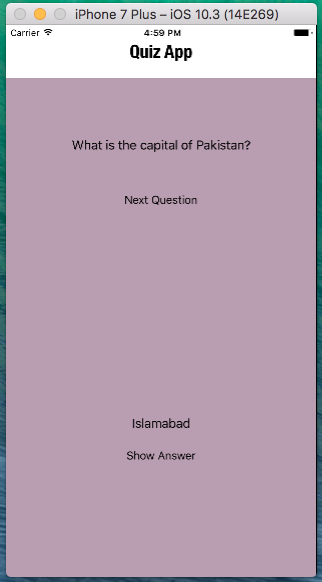 iPhone 7 Plus – iOS 10.3 (14E269)
Carrier 4:59 PM
Quiz App
What is the capital of Pakistan?
Next Question
Islamabad
Show Answer